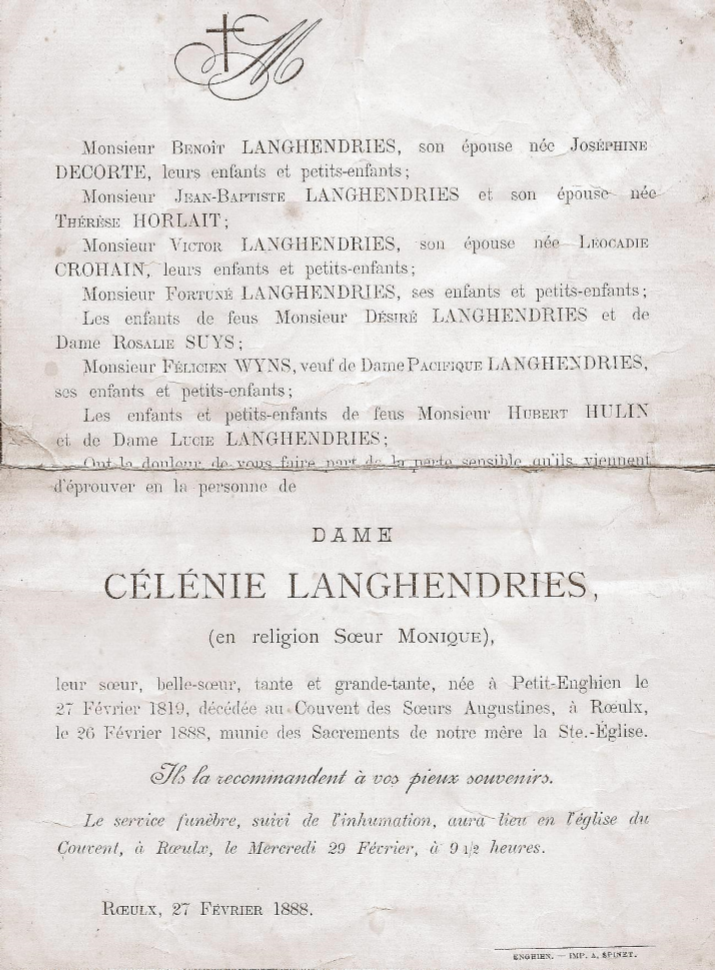 M
Monsieur Benoît LANGHENDRIES, son épouse née Joséphine
DECORTE, leurs enfants et petits-enfants;
Monsieur Jean-Baptiste LANGHENDRIES et son épouse née
Thérèse HORLAIT;
Monsieur Victor LANGHENDRIES, son épouse née Léocadie
CROHAIN, leurs enfants et petits-enfants;
Monsieur Fortuné LANGHENDRIES, ses enfants et petits-enfants;
Les enfants de feus Monsieur Désiré LANGHENDRIES et de
Dame Rosalie SUYS;
Monsieur Félicien WYNS, veuf de Dame Pacifique LANGHENDRIES,
ses enfants et petits-enfants;
Les enfants et petits-enfants de feus Monsieur Hubert HULIN
et de Dame Lucie LANGHENDRIES;
Ont la douleur de vous faire part de la perte sensible qu'ils viennent
d'éprouver en la personne de
DAME
CÉLÉNIE LANGHENDRIES,
(en religion Sœur Monique),
leur sœur, belle-sœur, tante et grande-tante, née à Petit-Enghien le
27 Février 1819, décédée au Couvent des Sœurs Augustines, à Rœulx,
le 26 Février 1888, munie des Sacrements de notre mère la Ste.-Église.
Ils la recommandent à vos pieux souvenirs.
Le service funèbre, suivi de l'inhumation, aura lieu en l'église du
Couvent, à Rœulx, le Mercredi 29 Février, à 9 1/2 heures.
Rœulx, 27 Février 1888.
ENGHIEN. — IMP. A. SPINET.